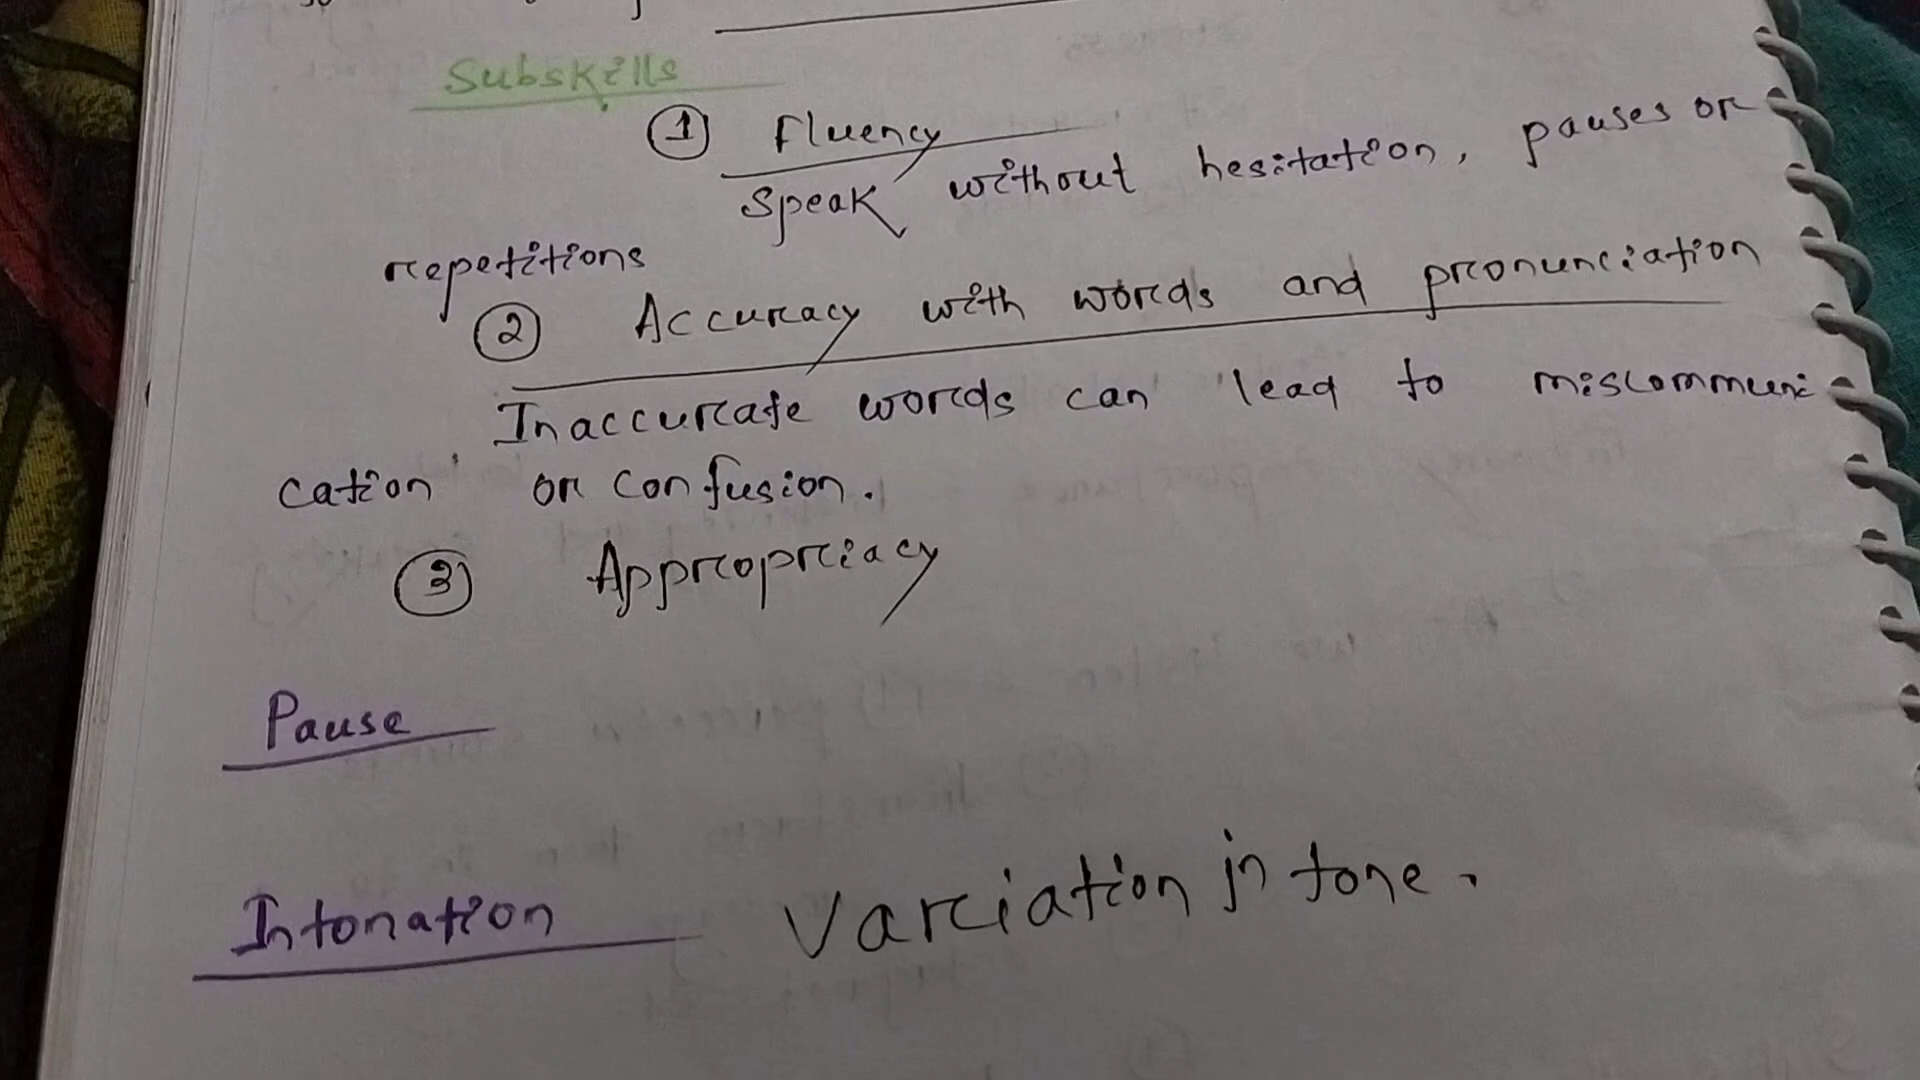 Subskills
① Fluency
Speak without hesitation, pauses or
repetitions
② Accuracy with words and pronunciation
Inaccurate words can lead to miscommuni
cation or confusion.
③ Appropriacy
Pause
Intonation Variation in tone.